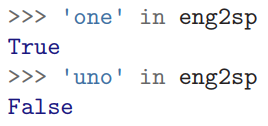 >>> 'one' in eng2sp
True
>>> 'uno' in eng2sp
False